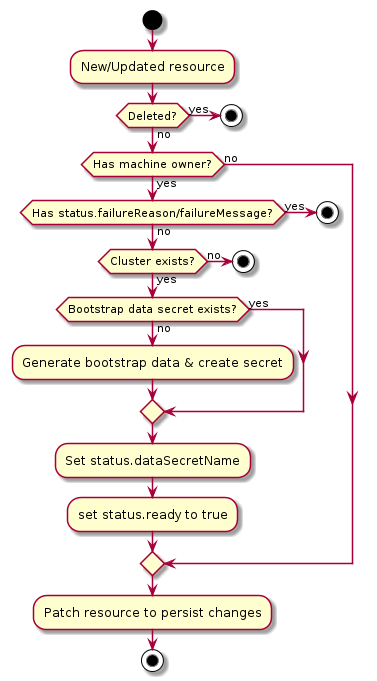 New/Updated resource
Deleted?
yes
no
Has machine owner?
no
yes
Has status.failureReason/failureMessage?
yes
no
Cluster exists?
no
yes
Bootstrap data secret exists?
yes
no
Generate bootstrap data & create secret
Set status.dataSecretName
set status.ready to true
Patch resource to persist changes